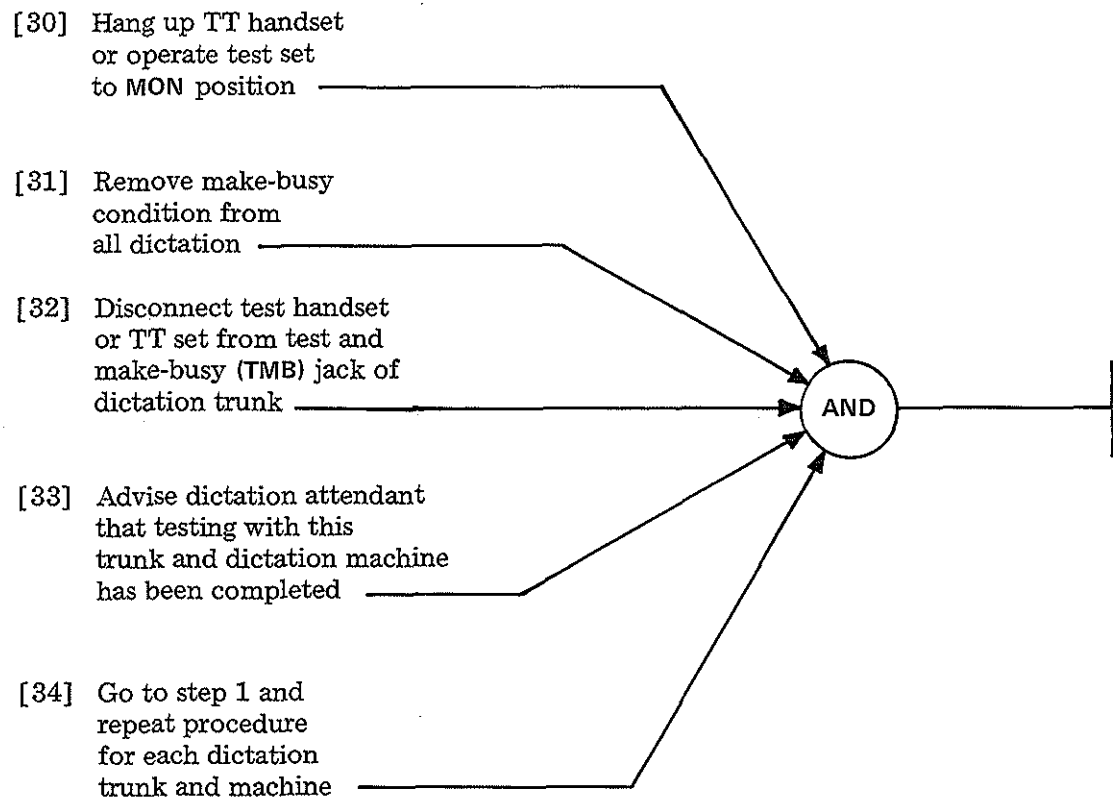 [30] Hang up TT handset
or operate test set
to MON position
[31] Remove make-busy
condition from
all dictation
[32] Disconnect test handset
or TT set from test and
make-busy (TMB) jack of
dictation trunk
AND
[33] Advise dictation attendant
that testing with this
trunk and dictation machine
has been completed
[34] Go to step 1 and
repeat procedure
for each dictation
trunk and machine